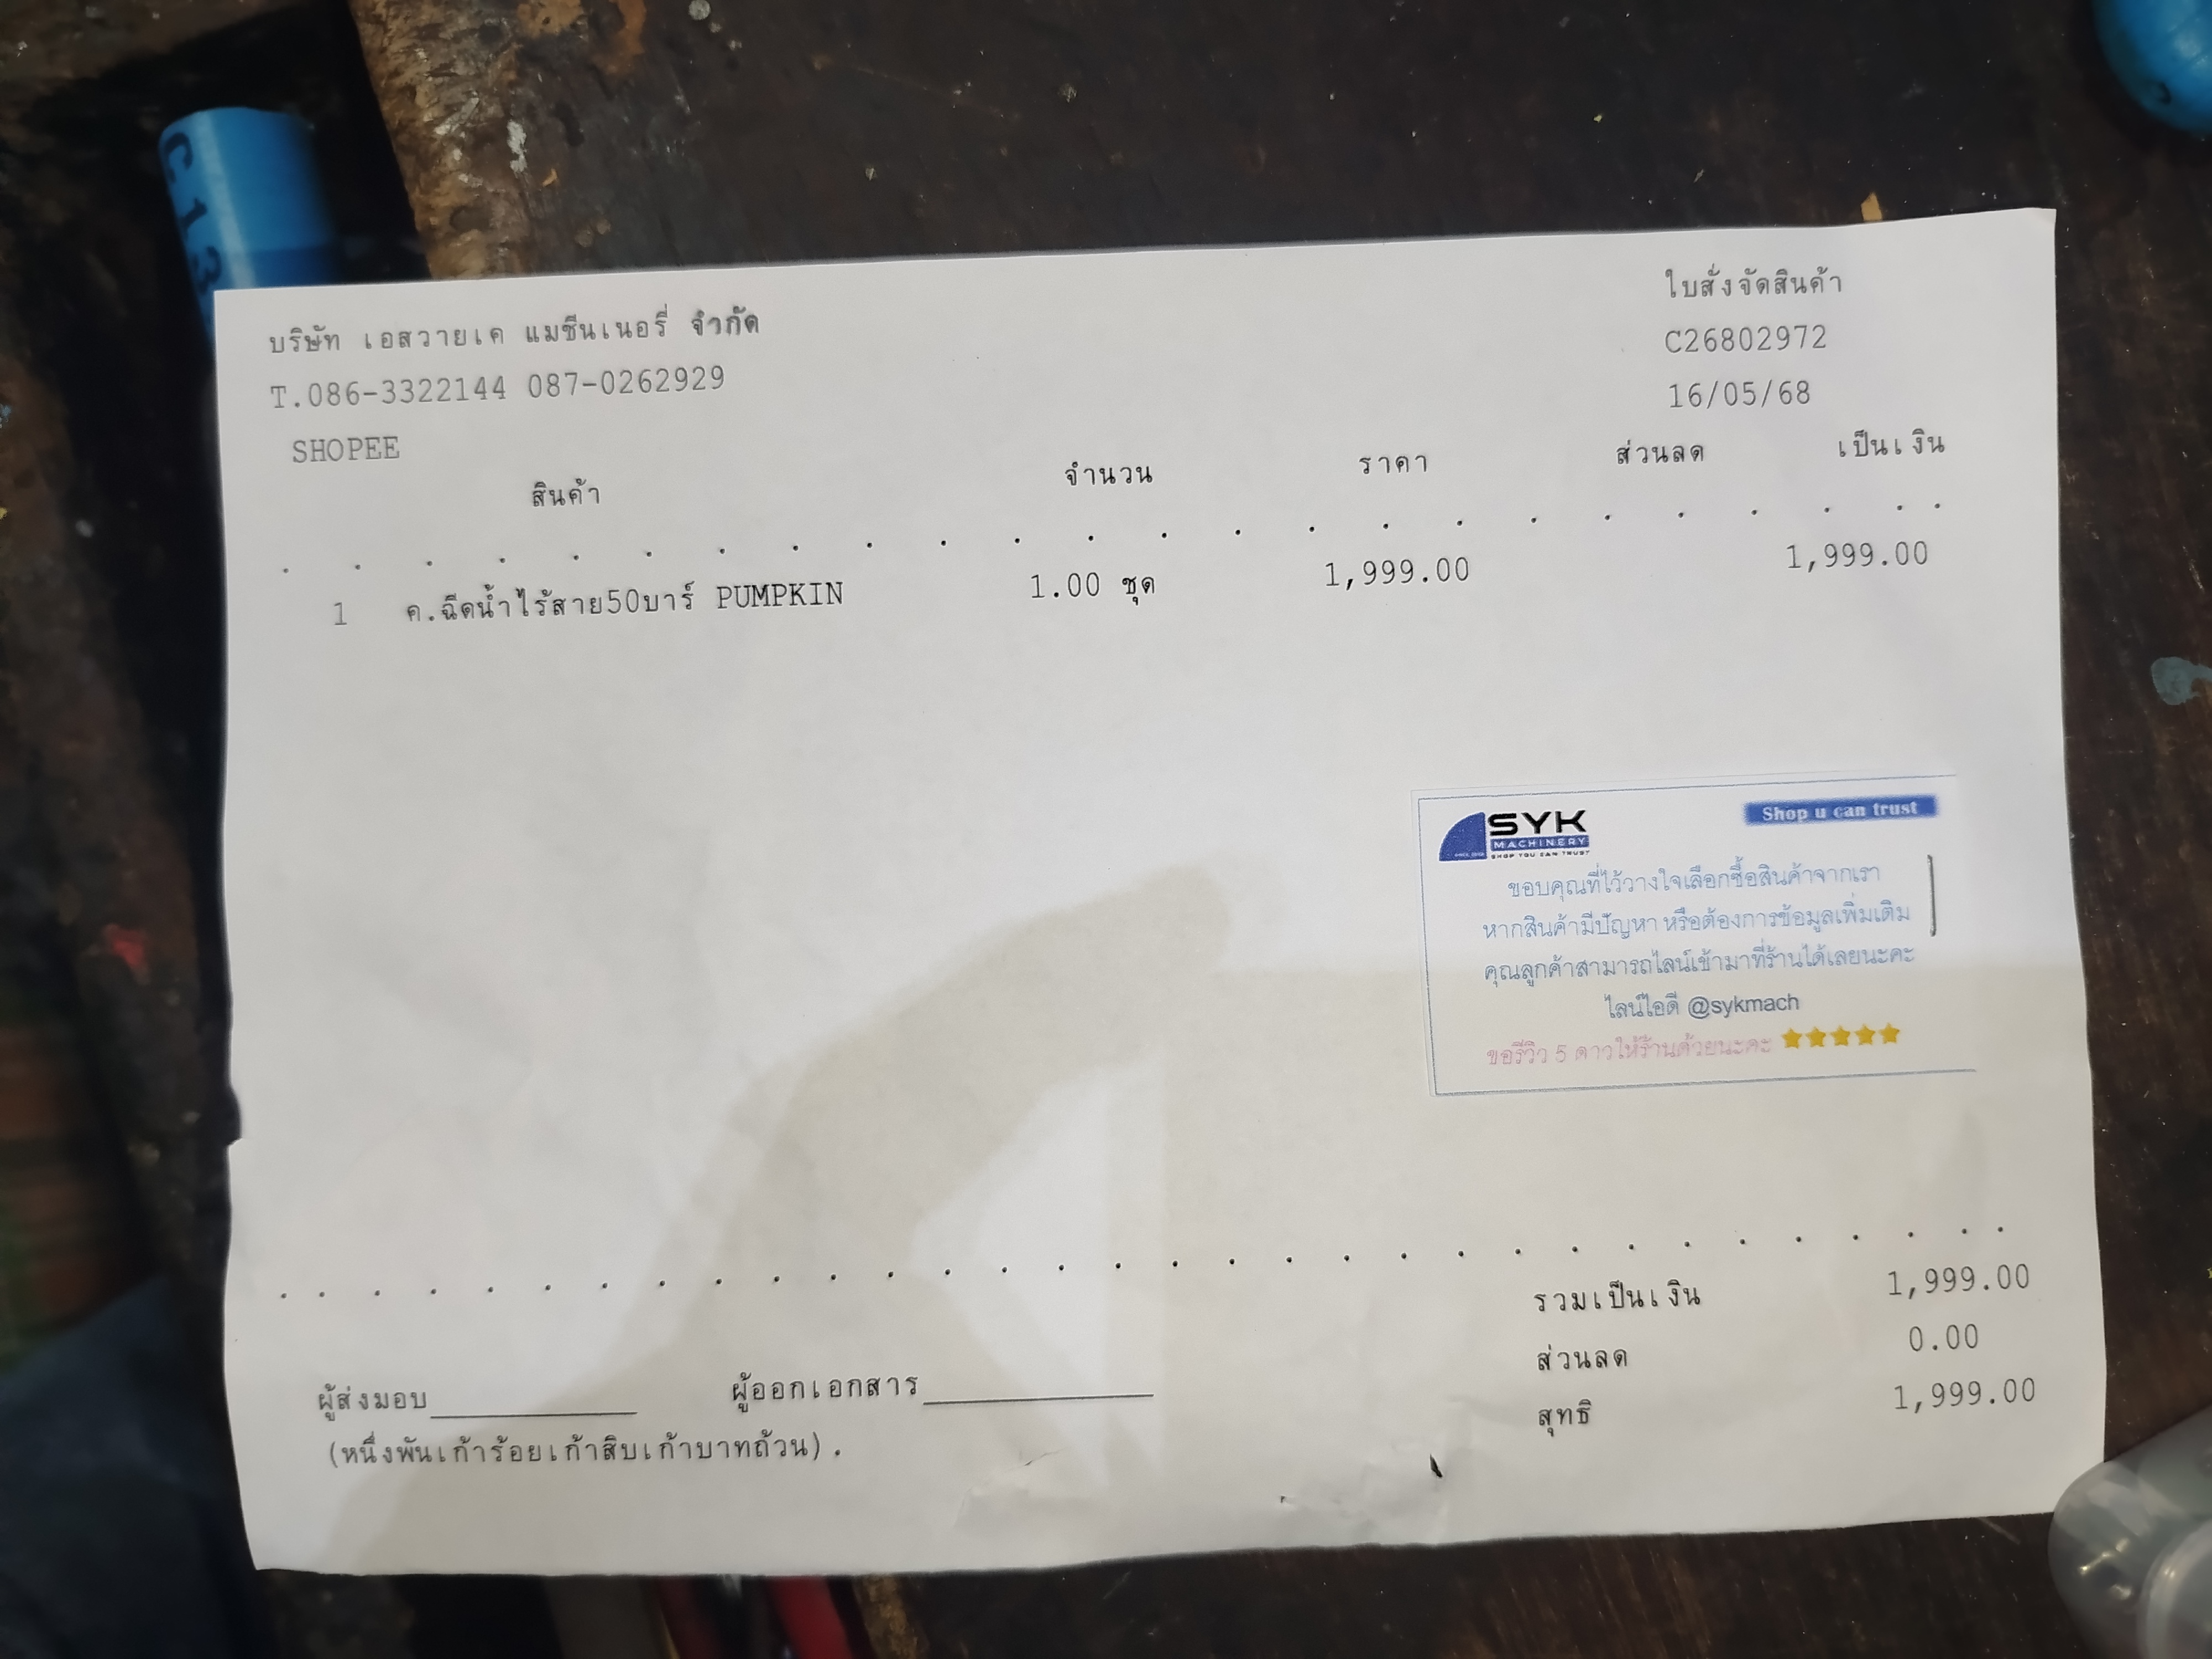 บริษัท เอสวายเค แมชีนเนอรี่ จำกัด
ใบสั่งจัดสินค้า
T.086-3322144 087-0262929
C26802972
16/05/68
SHOPEE
สินค้า จำนวน ราคา ส่วนลด เป็นเงิน
1 ค.ฉีดน้ำไร้สาย50บาร์ PUMPKIN 1.00 ชุด 1,999.00 1,999.00
SYK
MACHINERY
SHOP YOU CAN TRUST
Shop u can trust
ขอบคุณที่ไว้วางใจเลือกซื้อสินค้าจากเรา
หากสินค้ามีปัญหา หรือต้องการข้อมูลเพิ่มเติม
คุณลูกค้าสามารถไลน์เข้ามาที่ร้านได้เลยนะคะ
ไลน์ไอดี @sykmach
ขอรีวิว 5 ดาวให้ร้านด้วยนะคะ
รวมเป็นเงิน 1,999.00
ส่วนลด 0.00
สุทธิ 1,999.00
ผู้ส่งมอบ ผู้ออกเอกสาร
(หนึ่งพันเก้าร้อยเก้าสิบเก้าบาทถ้วน).
C13